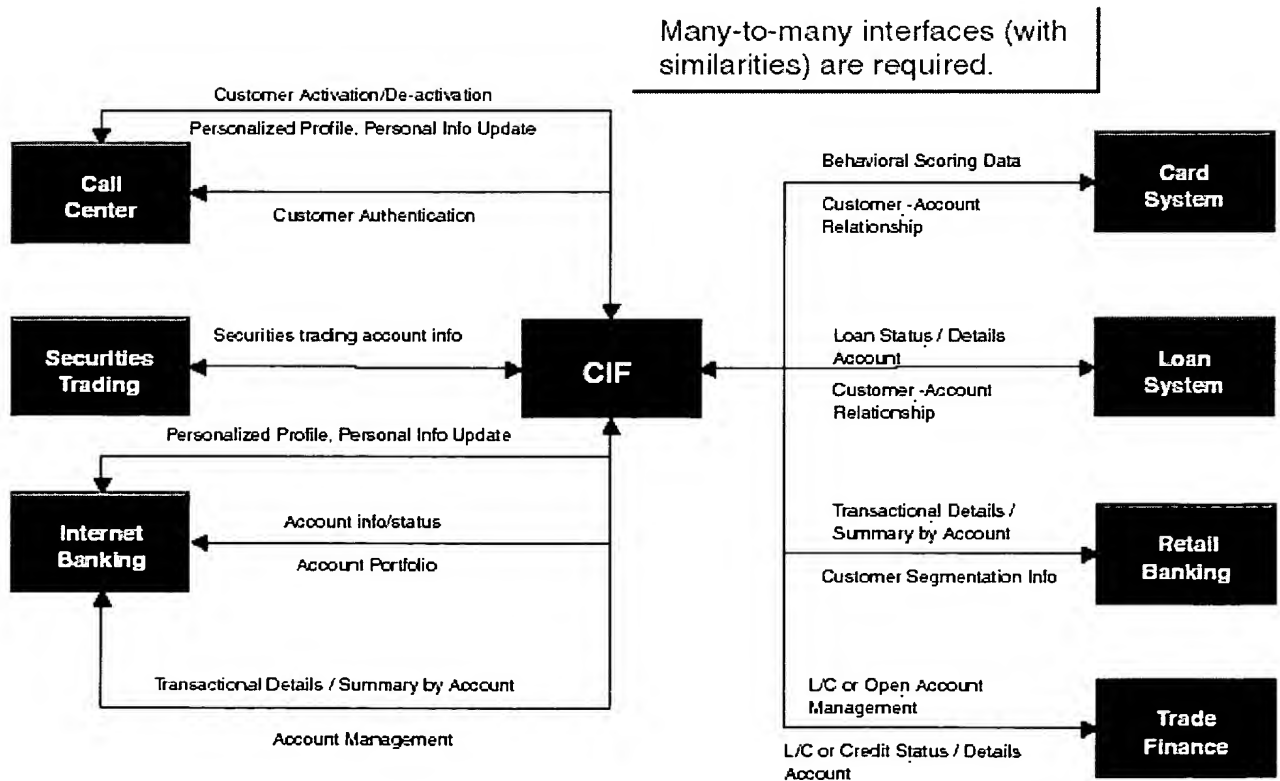 Many-to-many interfaces (with
similarities) are required.
Customer Activation/De-activation
Personalized Profile, Personal Info Update
Call
Center
Customer Authentication
Securities trading account info
Securities
Trading
CIF
Personalized Profile, Personal Info Update
Internet
Banking
Account info/status
Account Portfolio
Transactional Details / Summary by Account
Account Management
Behavioral Scoring Data
Customer -Account
Relationship
Card
System
Loan Status / Details
Account
Customer -Account
Relationship
Loan
System
Transactional Details /
Summary by Account
Customer Segmentation Info
Retail
Banking
L/C or Open Account
Management
L/C or Credit Status / Details
Account
Trade
Finance